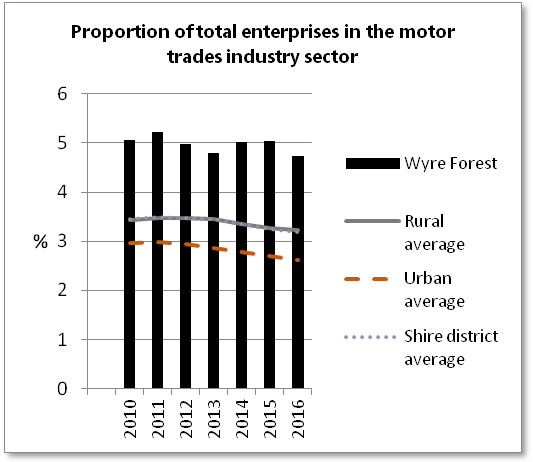 Proportion of total enterprises in the motor
trades industry sector
6
5
4
3
2
1
0
%
2010
2011
2012
2013
2014
2015
2016
Wyre Forest
Rural
average
Urban
average
Shire district
average